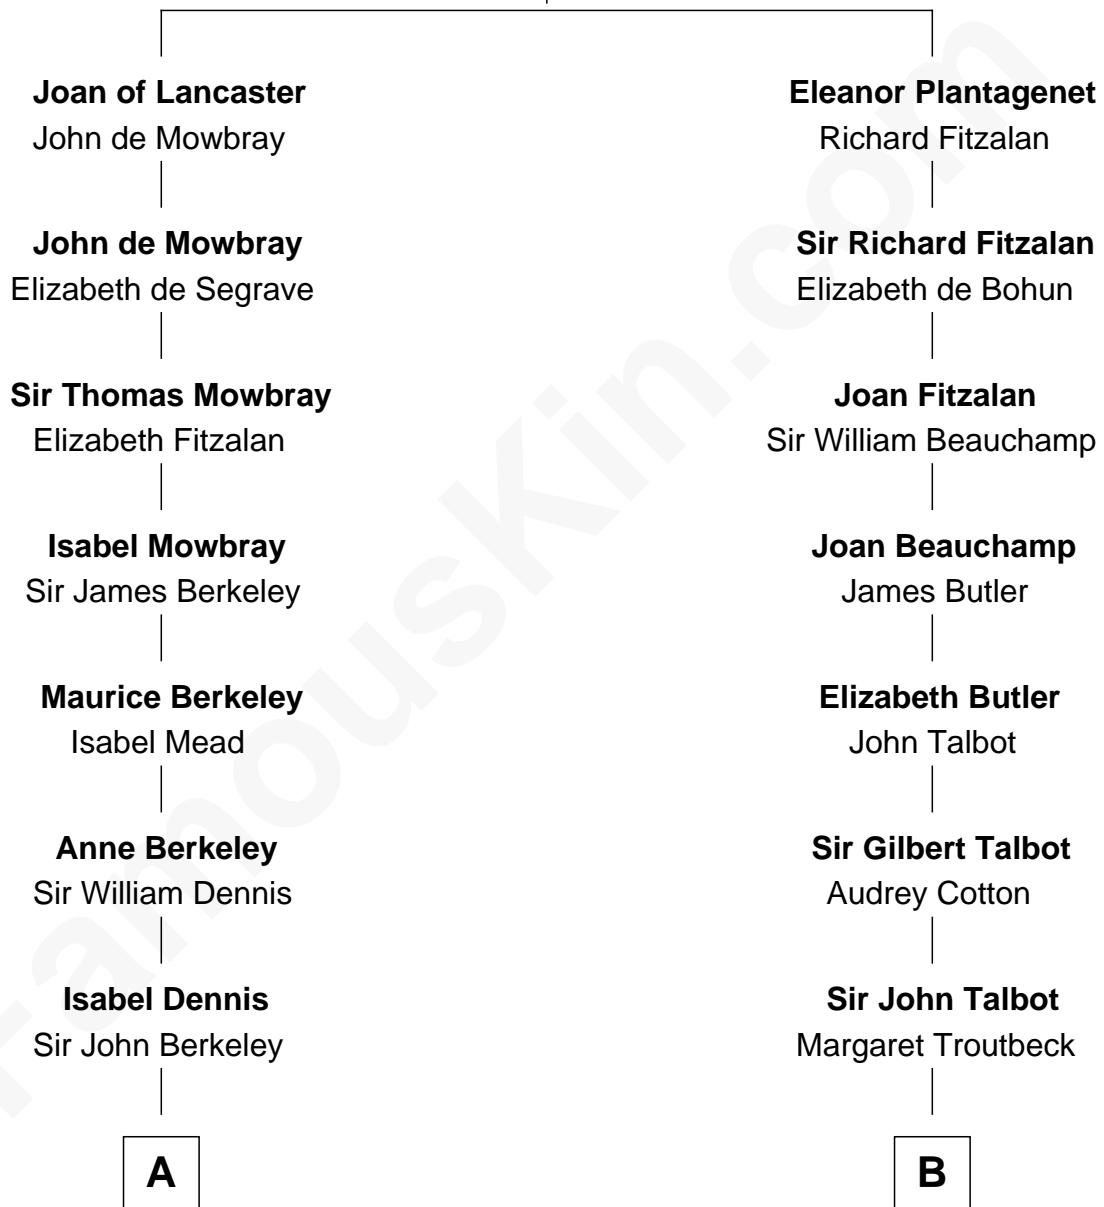 Joan of Lancaster
John de Mowbray
John de Mowbray
Elizabeth de Segrave
Sir Thomas Mowbray
Elizabeth Fitzalan
Isabel Mowbray
Sir James Berkeley
Maurice Berkeley
Isabel Mead
Anne Berkeley
Sir William Dennis
Isabel Dennis
Sir John Berkeley
A
Eleanor Plantagenet
Richard Fitzalan
Sir Richard Fitzalan
Elizabeth de Bohun
Joan Fitzalan
Sir William Beauchamp
Joan Beauchamp
James Butler
Elizabeth Butler
John Talbot
Sir Gilbert Talbot
Audrey Cotton
Sir John Talbot
Margaret Troutbeck
B
FamousKin.com